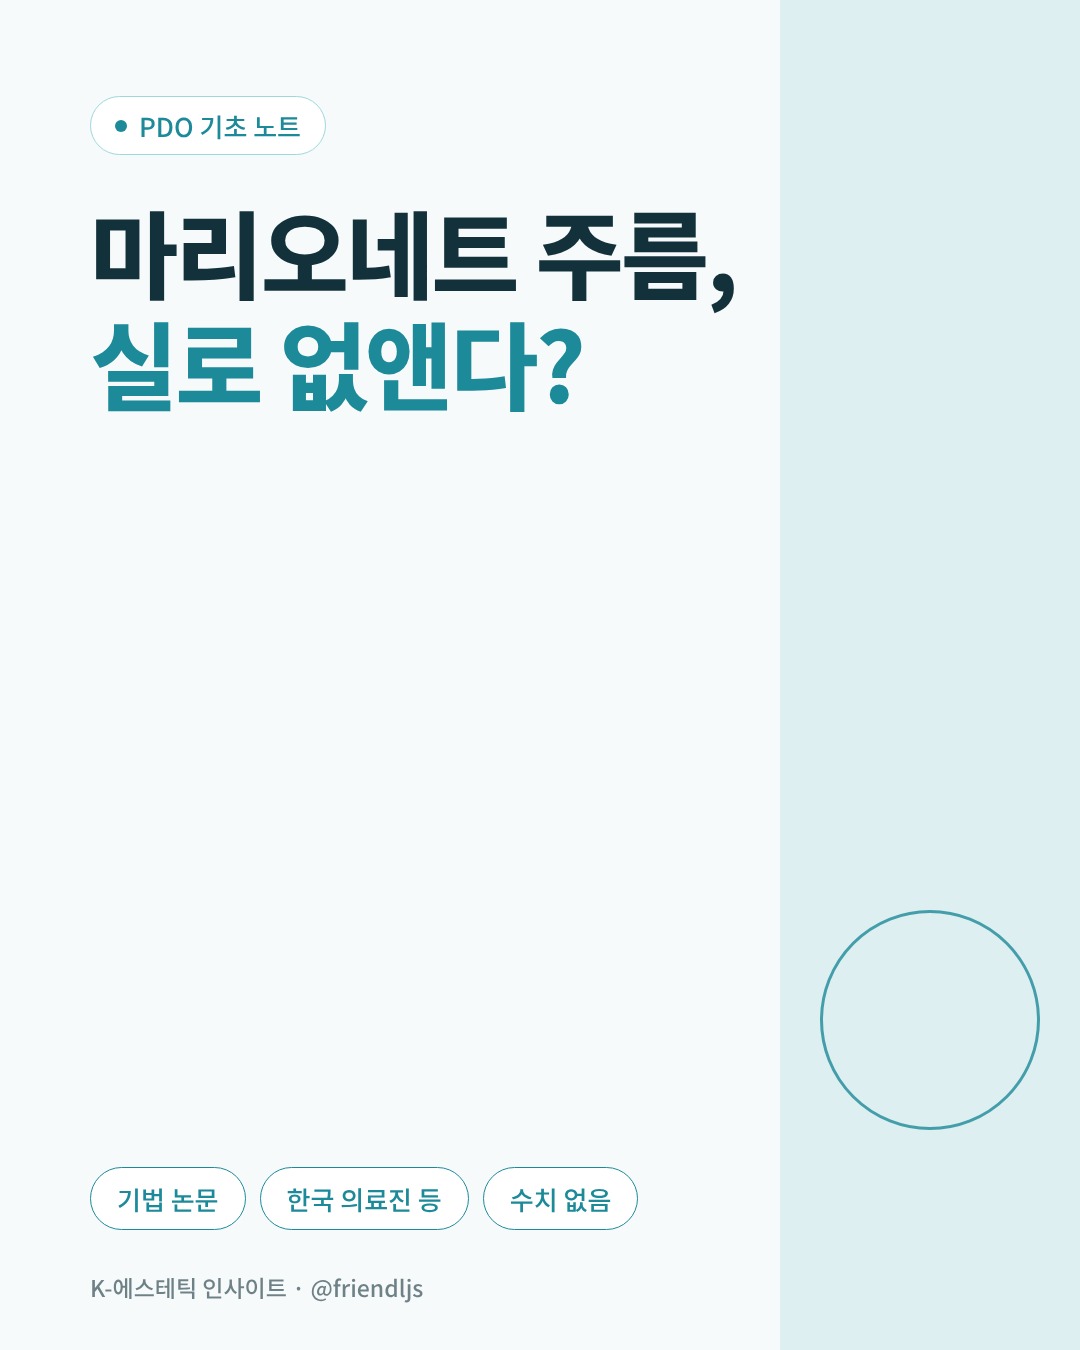 PDO 기초 노트
마리오네트 주름,
실로 없앤다?
기법 논문
한국 의료진 등
수치 없음
K-에스테틱 인사이트 · @friendljs